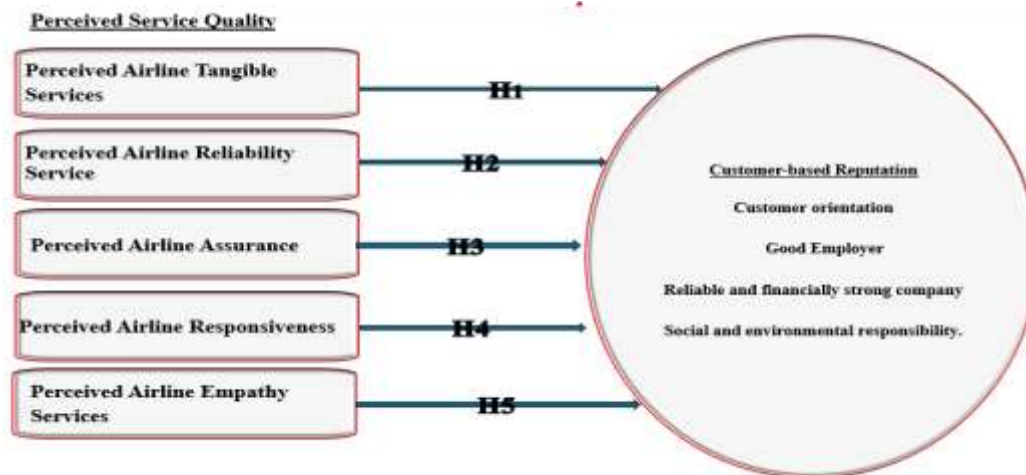 Perceived Service Quality
Perceived Airline Tangible
Services
H1
Perceived Airline Reliability
Service
H2
Perceived Airline Assurance
H3
Perceived Airline Responsiveness
H4
Perceived Airline Empathy
Services
H5
Customer-based Reputation
Customer orientation
Good Employer
Reliable and financially strong company
Social and environmental responsibility.